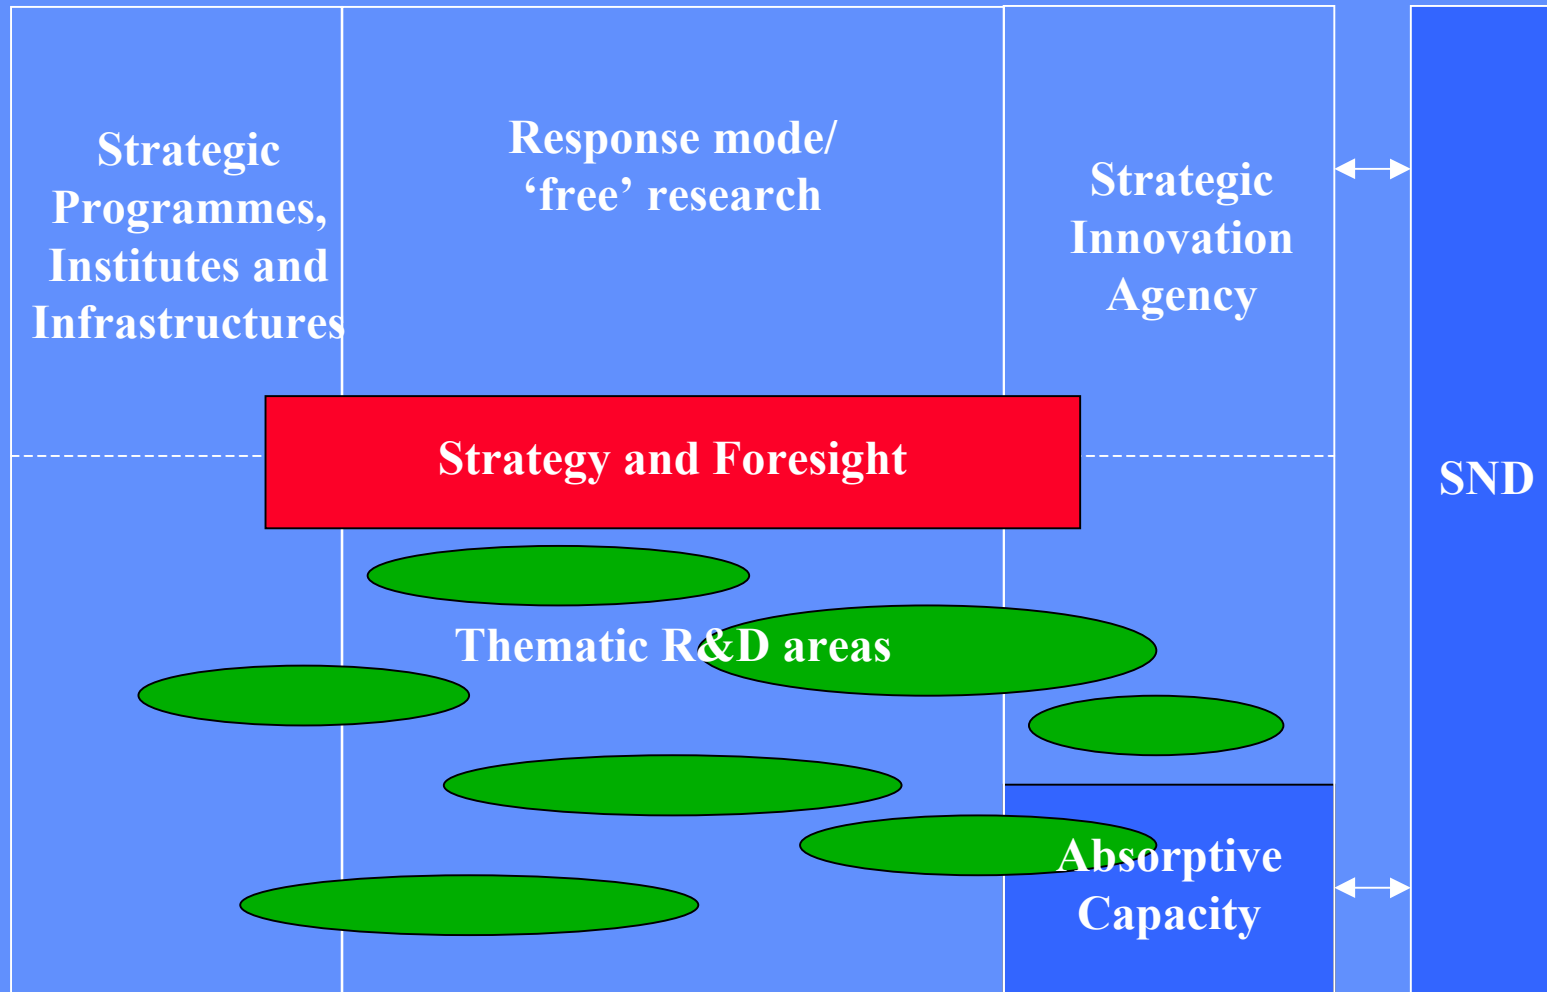 Strategic
Programmes,
Institutes and
Infrastructures
Response mode/
‘free’ research
Strategic
Innovation
Agency
Strategy and Foresight
SND
Thematic R&D areas
Absorptive
Capacity